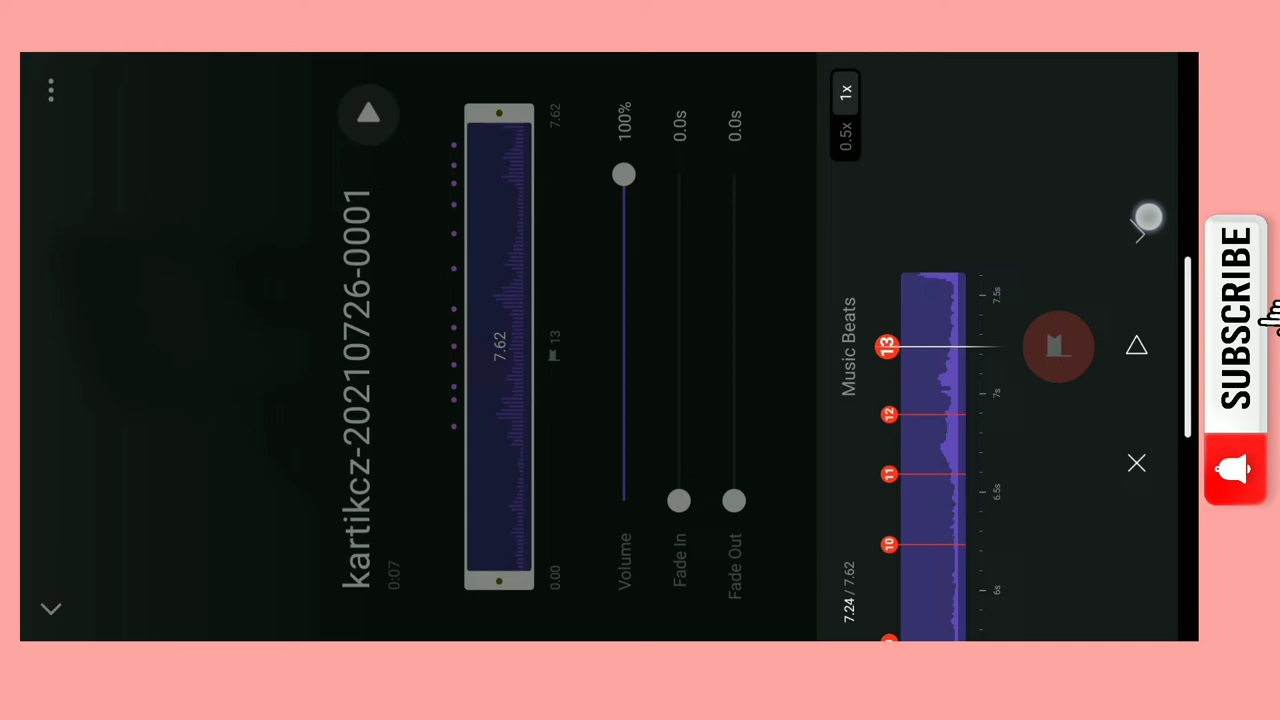 kartikcz-20210726-0001
0:07
7.62
0.00
13
7.62
Volume
100%
Fade In
0.0s
Fade Out
0.0s
1x
0.5x
Music Beats
7.24 / 7.62
9
10
11
12
13
6s
6.5s
7s
7.5s
SUBSCRIBE